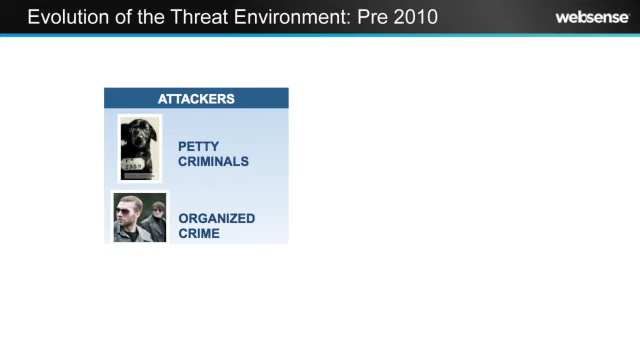 Evolution of the Threat Environment: Pre 2010
websense
ATTACKERS
PETTY
CRIMINALS
ORGANIZED
CRIME